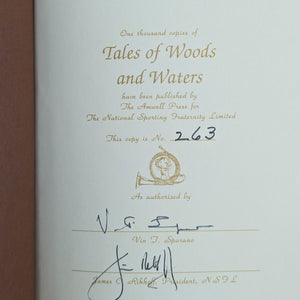 One thousand copies of
Tales of Woods
and Waters
have been published by
The Amwell Press for
The National Sporting Fraternity Limited
This copy is No. 263
As authorized by
Vin T. Sparano
James C. Rikhoff, President, N.S.F.L.